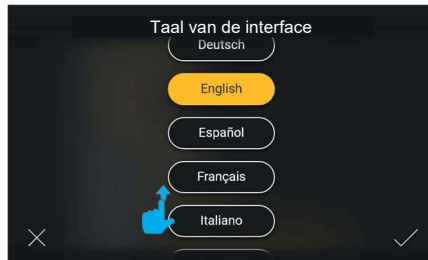 Taal van de interface
Deutsch
English
Español
Français
Italiano